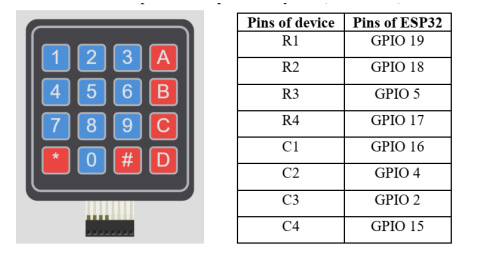 1 2 3 A
4 5 6 B
7 8 9 C
* 0 # D
Pins of device Pins of ESP32
R1 GPIO 19
R2 GPIO 18
R3 GPIO 5
R4 GPIO 17
C1 GPIO 16
C2 GPIO 4
C3 GPIO 2
C4 GPIO 15